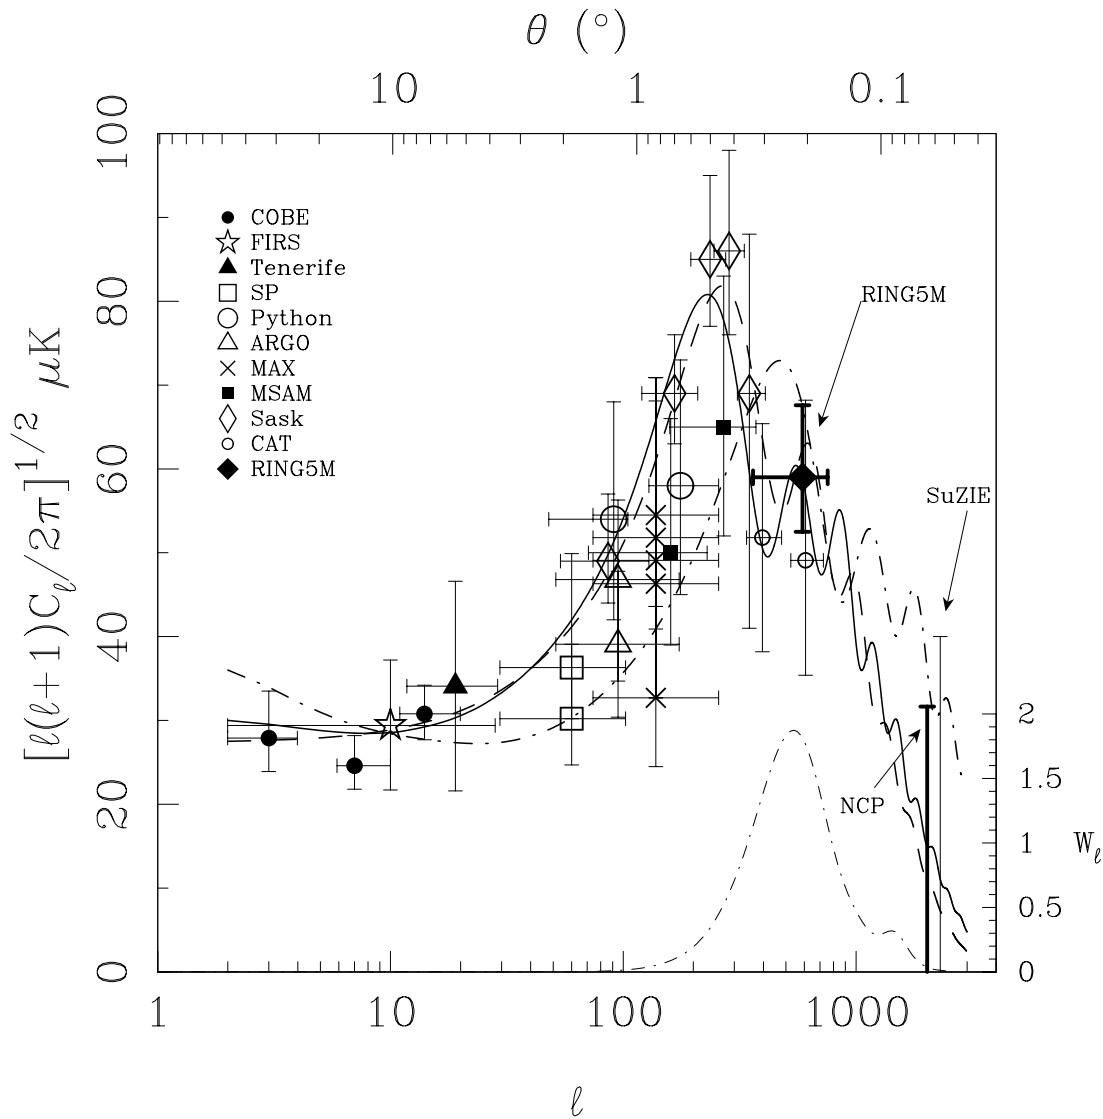 θ (°)
10 1 0.1
100
80
60
40
20
0
[ℓ(ℓ+1)C_ℓ/2π]^1/2 μK
COBE
FIRS
Tenerife
SP
Python
ARGO
MAX
MSAM
Sask
CAT
RING5M
RING5M
SuZIE
NCP
2
1.5
1
0.5
0
W_ℓ
1 10 100 1000
ℓ